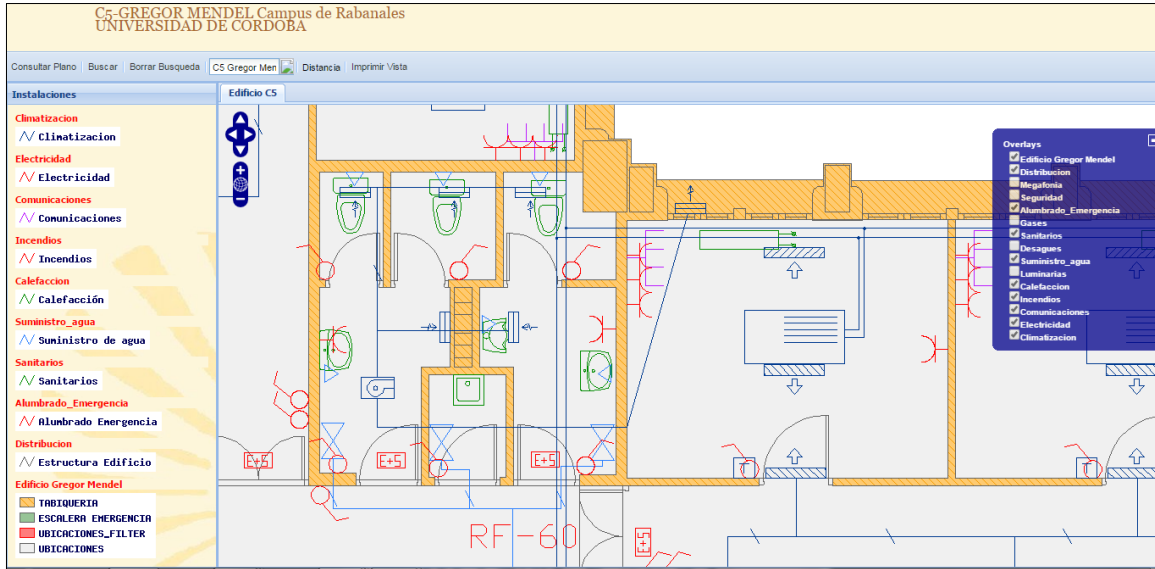 C5-GREGOR MENDEL Campus de Rabanales
UNIVERSIDAD DE CORDOBA
Consultar Plano Buscar Borrar Busqueda C5 Gregor Men Distancia Imprimir Vista
Instalaciones
Edificio C5
Climatizacion
Climatizacion
Electricidad
Electricidad
Comunicaciones
Comunicaciones
Incendios
Incendios
Calefaccion
Calefacción
Suministro_agua
Suministro de agua
Sanitarios
Sanitarios
Alumbrado_Emergencia
Alumbrado Emergencia
Distribucion
Estructura Edificio
Edificio Gregor Mendel
TABIQUERIA
ESCALERA EMERGENCIA
UBICACIONES_FILTER
UBICACIONES
Overlays
Edificio Gregor Mendel
Distribucion
Megafonia
Seguridad
Alumbrado_Emergencia
Gases
Sanitarios
Desagues
Suministro_agua
Luminarias
Calefaccion
Incendios
Comunicaciones
Electricidad
Climatizacion
E+S
E+S
E+S
T
T
RF-60
E+S